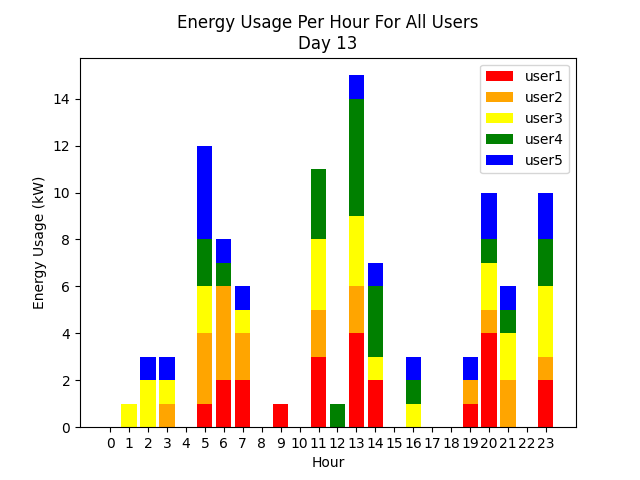 Energy Usage Per Hour For All Users
Day 13
user1
user2
user3
user4
user5
Energy Usage (kW)
14
12
10
8
6
4
2
0
0 1 2 3 4 5 6 7 8 9 10 11 12 13 14 15 16 17 18 19 20 21 22 23
Hour